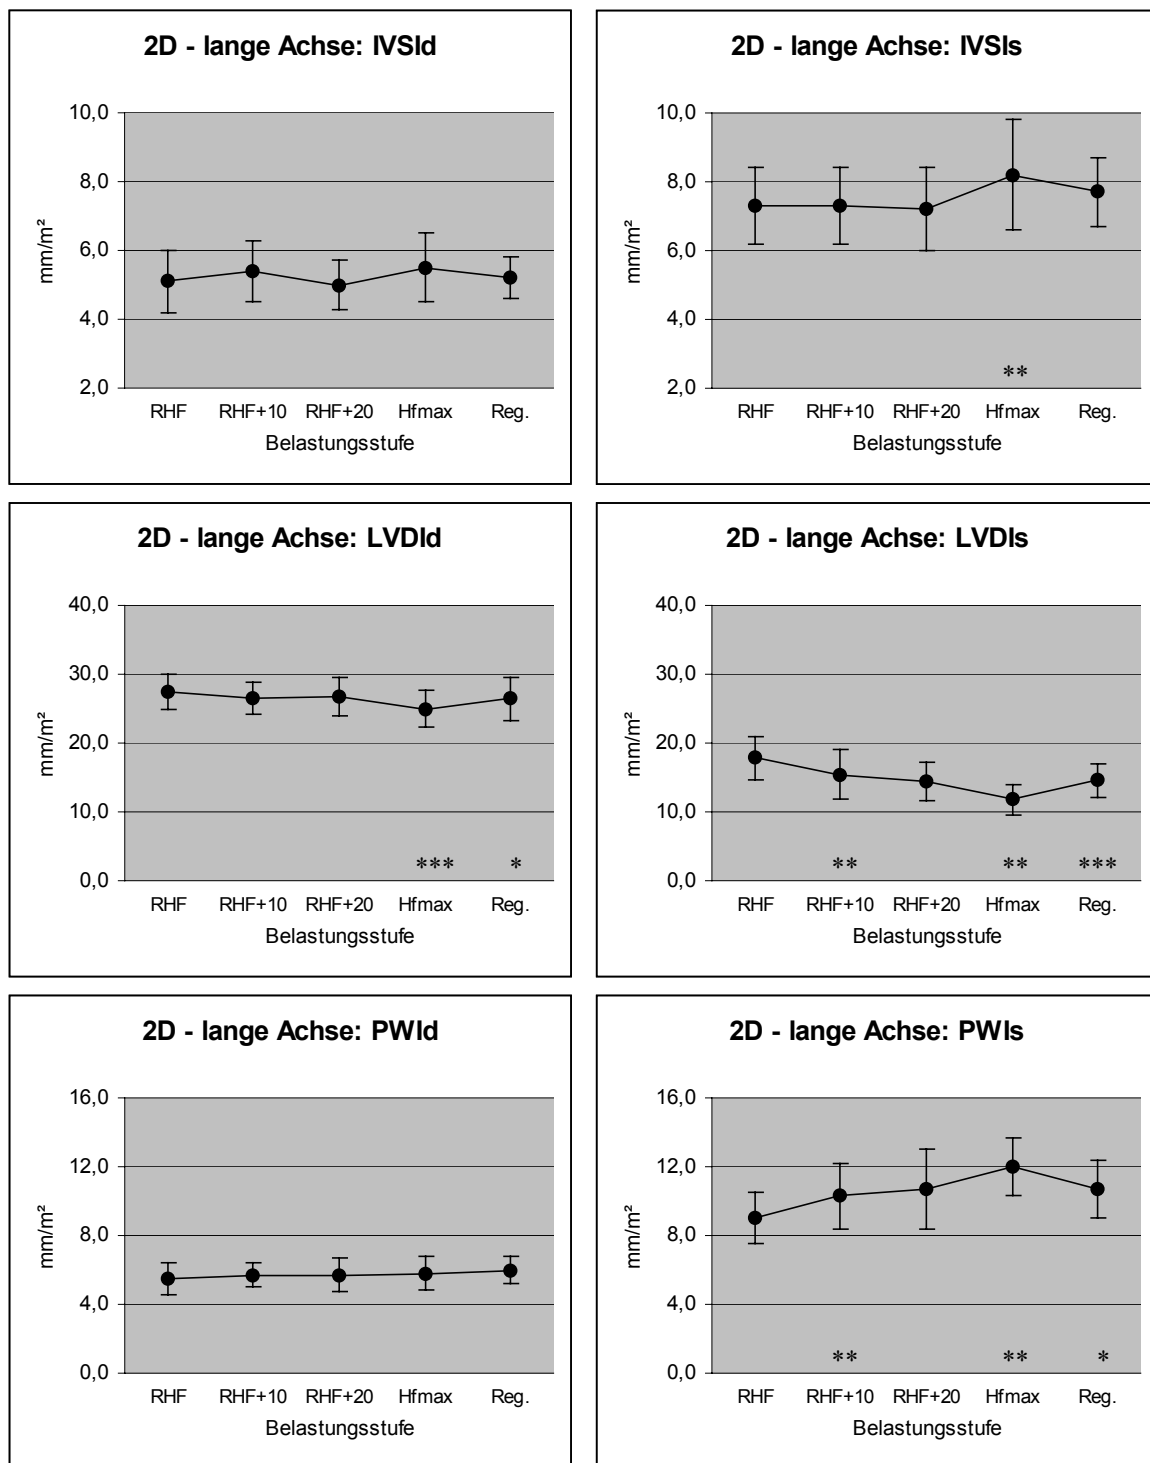 2D - lange Achse: IVSId
10,0
8,0
6,0
4,0
2,0
mm/m²
RHF RHF+10 RHF+20 Hfmax Reg.
Belastungsstufe
2D - lange Achse: IVSIs
10,0
8,0
6,0
4,0
2,0
mm/m²
**
RHF RHF+10 RHF+20 Hfmax Reg.
Belastungsstufe
2D - lange Achse: LVDId
40,0
30,0
20,0
10,0
0,0
mm/m²
*** *
RHF RHF+10 RHF+20 Hfmax Reg.
Belastungsstufe
2D - lange Achse: LVDIs
40,0
30,0
20,0
10,0
0,0
mm/m²
** ** ***
RHF RHF+10 RHF+20 Hfmax Reg.
Belastungsstufe
2D - lange Achse: PWId
16,0
12,0
8,0
4,0
0,0
mm/m²
RHF RHF+10 RHF+20 Hfmax Reg.
Belastungsstufe
2D - lange Achse: PWIs
16,0
12,0
8,0
4,0
0,0
mm/m²
** ** *
RHF RHF+10 RHF+20 Hfmax Reg.
Belastungsstufe